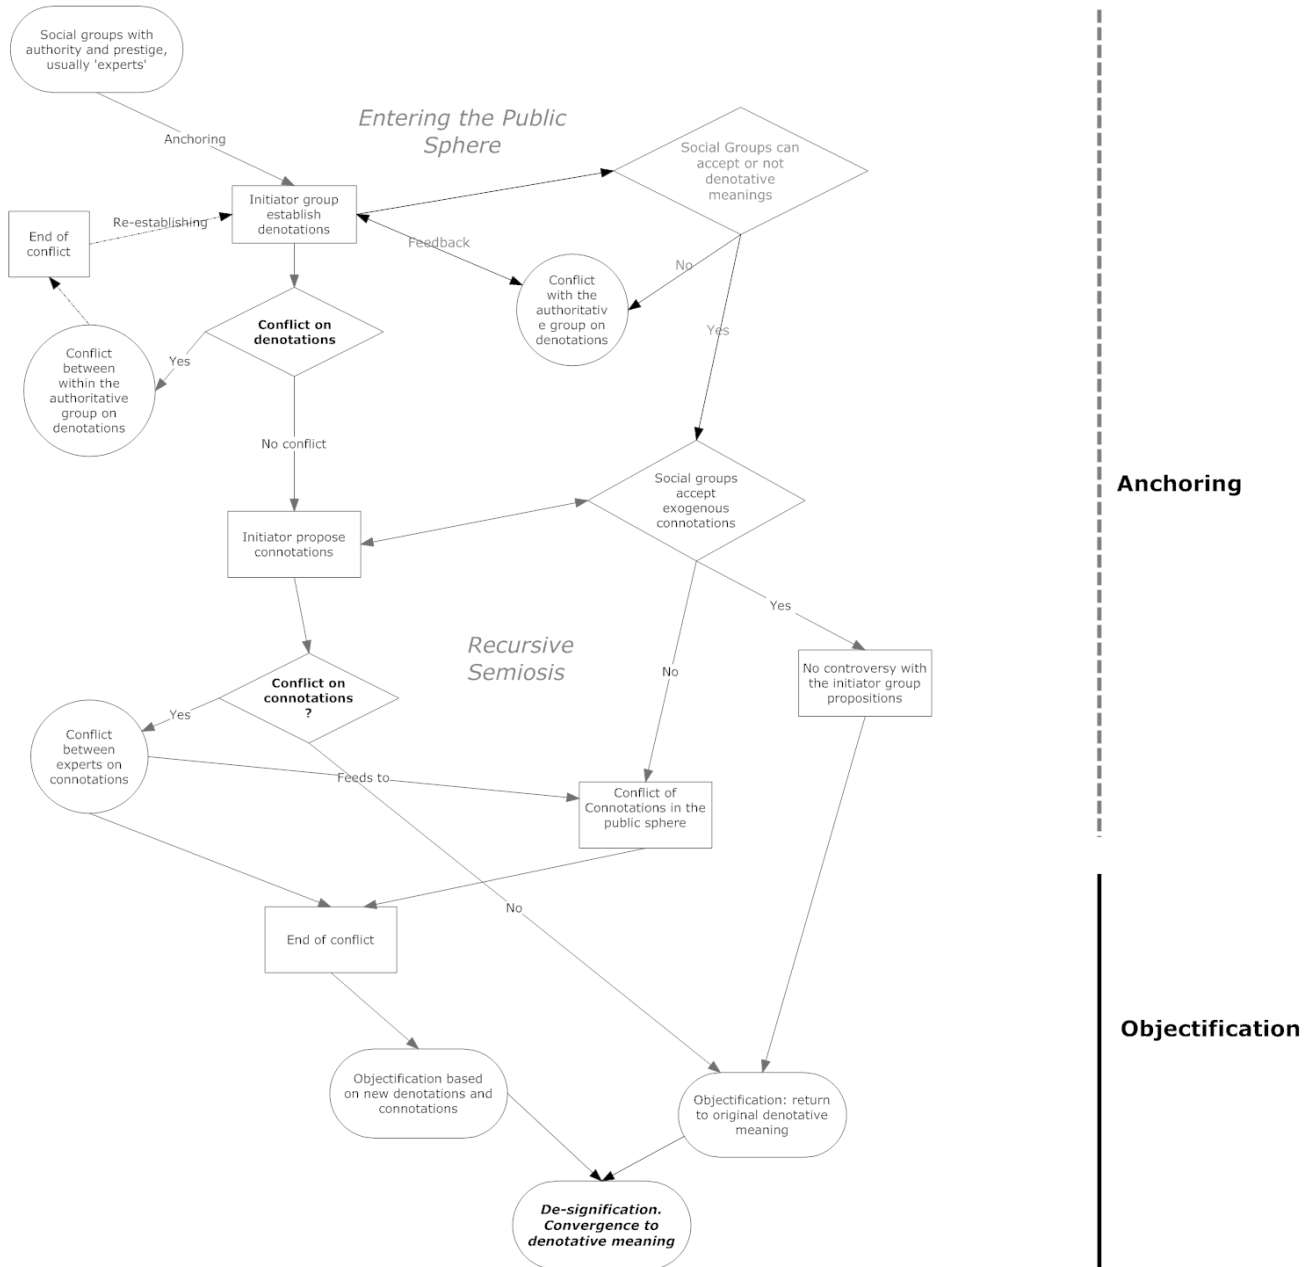 Social groups with
authority and prestige,
usually 'experts'
Anchoring
Entering the Public
Sphere
Social Groups can
accept or not
denotative
meanings
Initiator group
establish
denotations
Re-establishing
End of
conflict
Feedback
No
Conflict
with the
authoritativ
e group on
denotations
Conflict on
denotations
Yes
Yes
Conflict
between
within the
authoritative
group on
denotations
No conflict
Social groups
accept
exogenous
connotations
Anchoring
Initiator propose
connotations
Yes
Recursive
Semiosis
No
No controversy with
the initiator group
propositions
Conflict on
connotations
?
Yes
Conflict
between
experts on
connotations
Feeds to
Conflict of
Connotations in the
public sphere
No
End of conflict
Objectification
Objectification based
on new denotations and
connotations
Objectification: return
to original denotative
meaning
De-signification.
Convergence to
denotative meaning